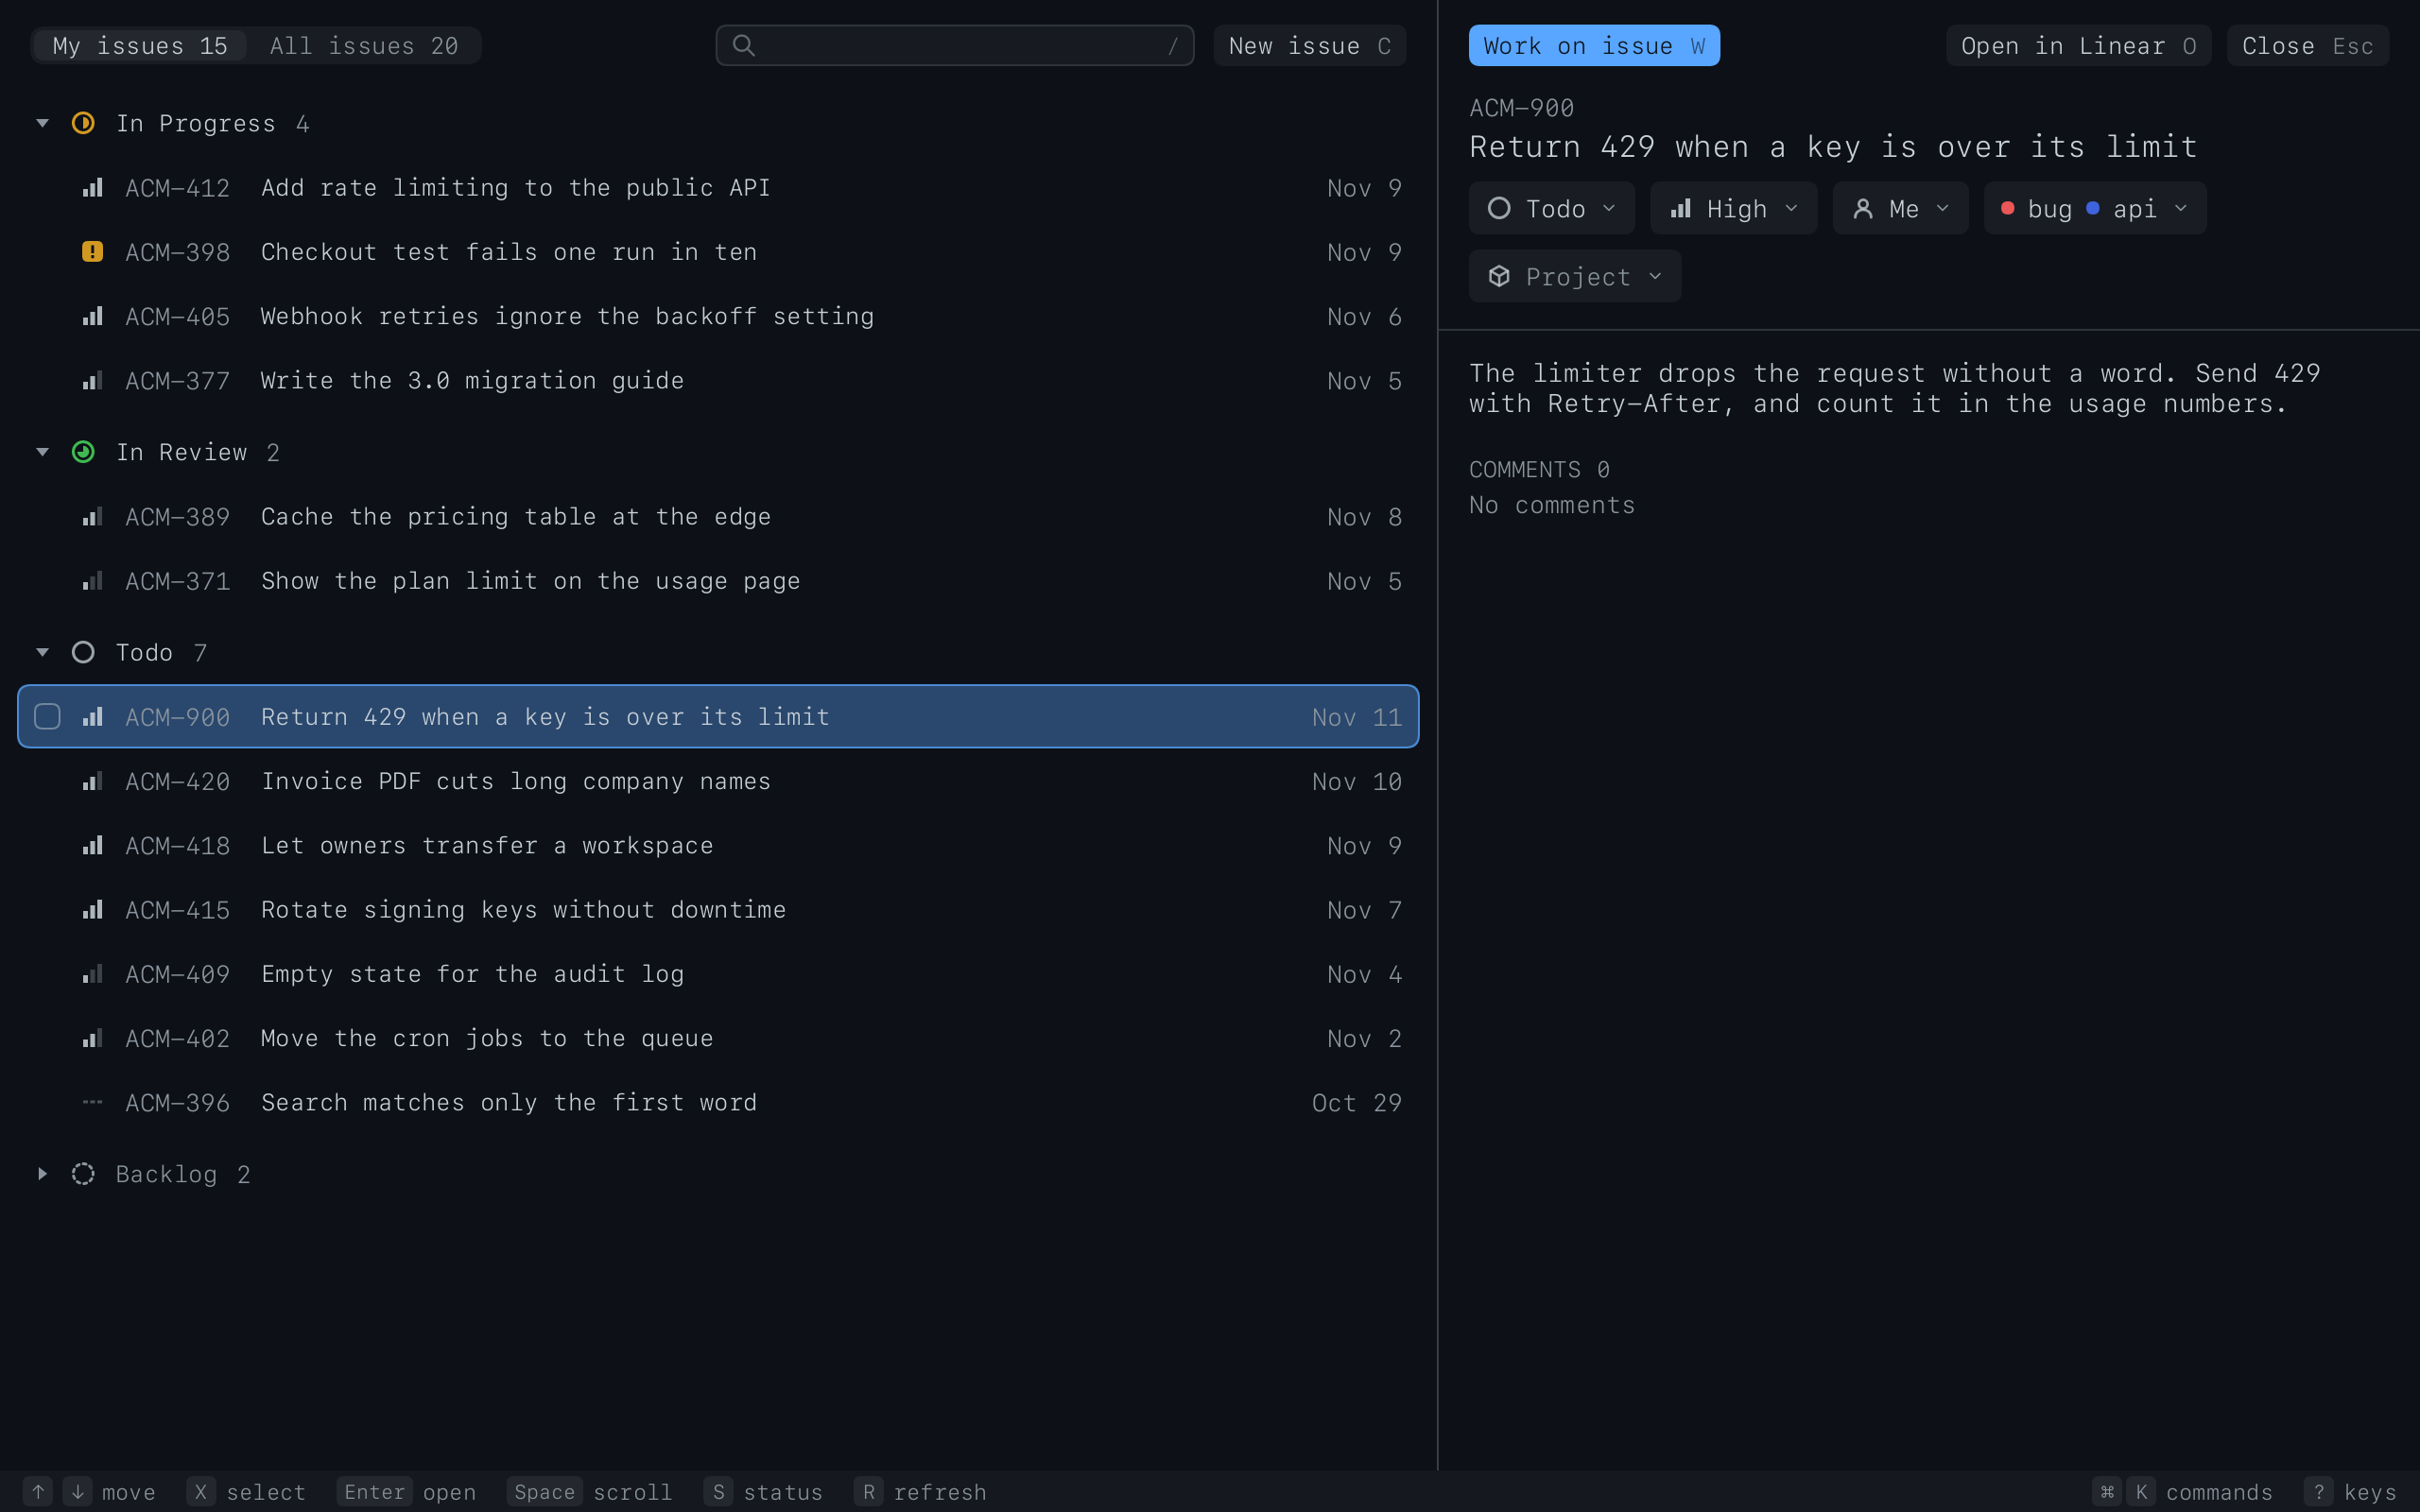 My issues 15 All issues 20 / New issue C
In Progress 4
ACM-412 Add rate limiting to the public API Nov 9
ACM-398 Checkout test fails one run in ten Nov 9
ACM-405 Webhook retries ignore the backoff setting Nov 6
ACM-377 Write the 3.0 migration guide Nov 5
In Review 2
ACM-389 Cache the pricing table at the edge Nov 8
ACM-371 Show the plan limit on the usage page Nov 5
Todo 7
ACM-900 Return 429 when a key is over its limit Nov 11
ACM-420 Invoice PDF cuts long company names Nov 10
ACM-418 Let owners transfer a workspace Nov 9
ACM-415 Rotate signing keys without downtime Nov 7
ACM-409 Empty state for the audit log Nov 4
ACM-402 Move the cron jobs to the queue Nov 2
ACM-396 Search matches only the first word Oct 29
Backlog 2
Work on issue W Open in Linear O Close Esc
ACM-900
Return 429 when a key is over its limit
Todo High Me bug api
Project
The limiter drops the request without a word. Send 429
with Retry-After, and count it in the usage numbers.
COMMENTS 0
No comments
↑ ↓ move X select Enter open Space scroll S status R refresh ⌘ K commands ? keys